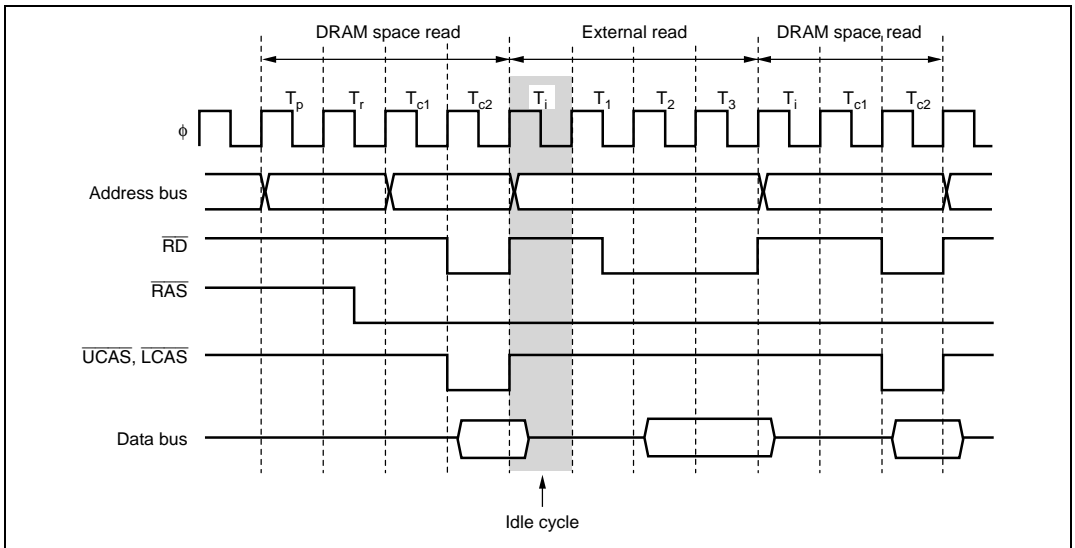 DRAM space read External read DRAM space read
Tp Tr Tc1 Tc2 Ti T1 T2 T3 Ti Tc1 Tc2
φ
Address bus
RD
RAS
UCAS, LCAS
Data bus
Idle cycle